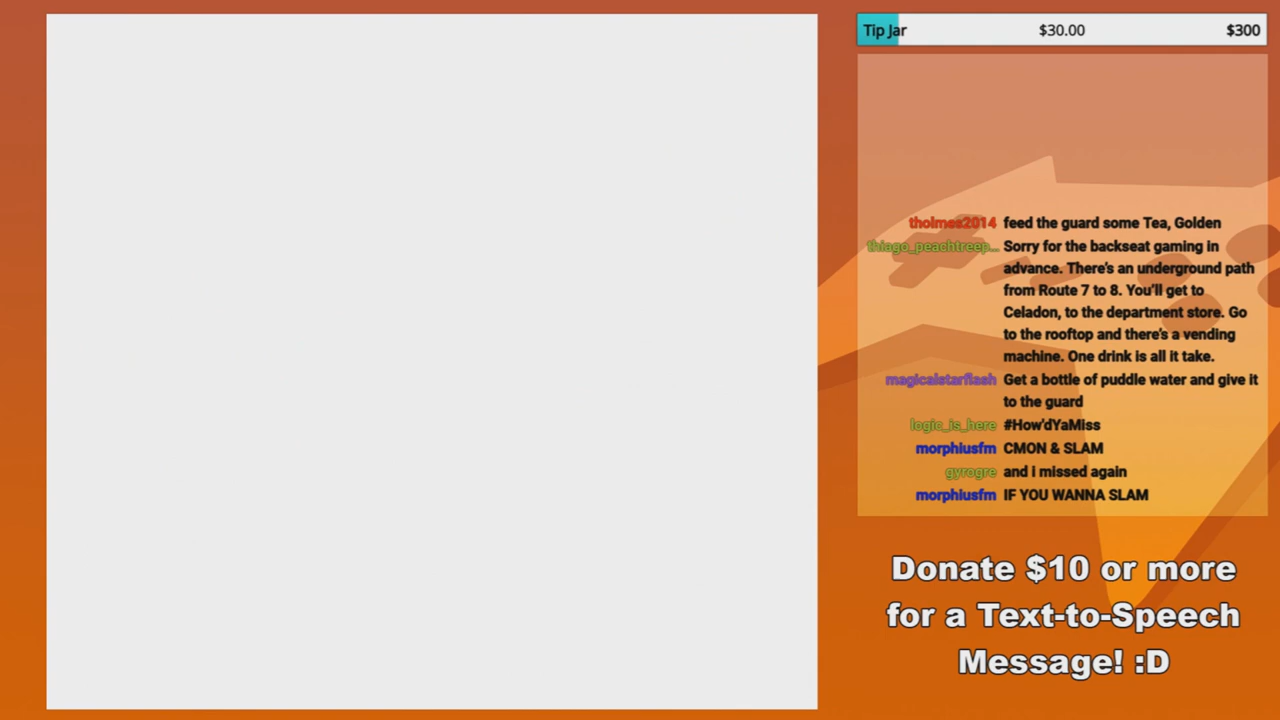 Tip Jar $30.00 $300
tholmes2014 feed the guard some Tea, Golden
thiago_peachtreep... Sorry for the backseat gaming in
advance. There's an underground path
from Route 7 to 8. You'll get to
Celadon, to the department store. Go
to the rooftop and there's a vending
machine. One drink is all it take.
magicalstarflash Get a bottle of puddle water and give it
to the guard
logic_is_here #How'dYaMiss
morphiusfm CMON & SLAM
gyrogre and i missed again
morphiusfm IF YOU WANNA SLAM
Donate $10 or more
for a Text-to-Speech
Message! :D